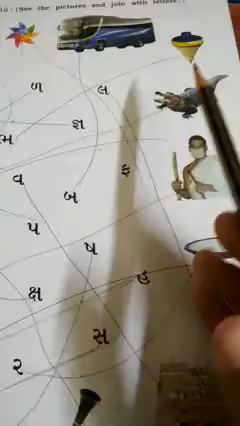 (See the pictures and join with letters.)
ળ
લ
જ્ઞ
મ
ફ
વ
બ
પ
ષ
હ
ક્ષ
સ
ર